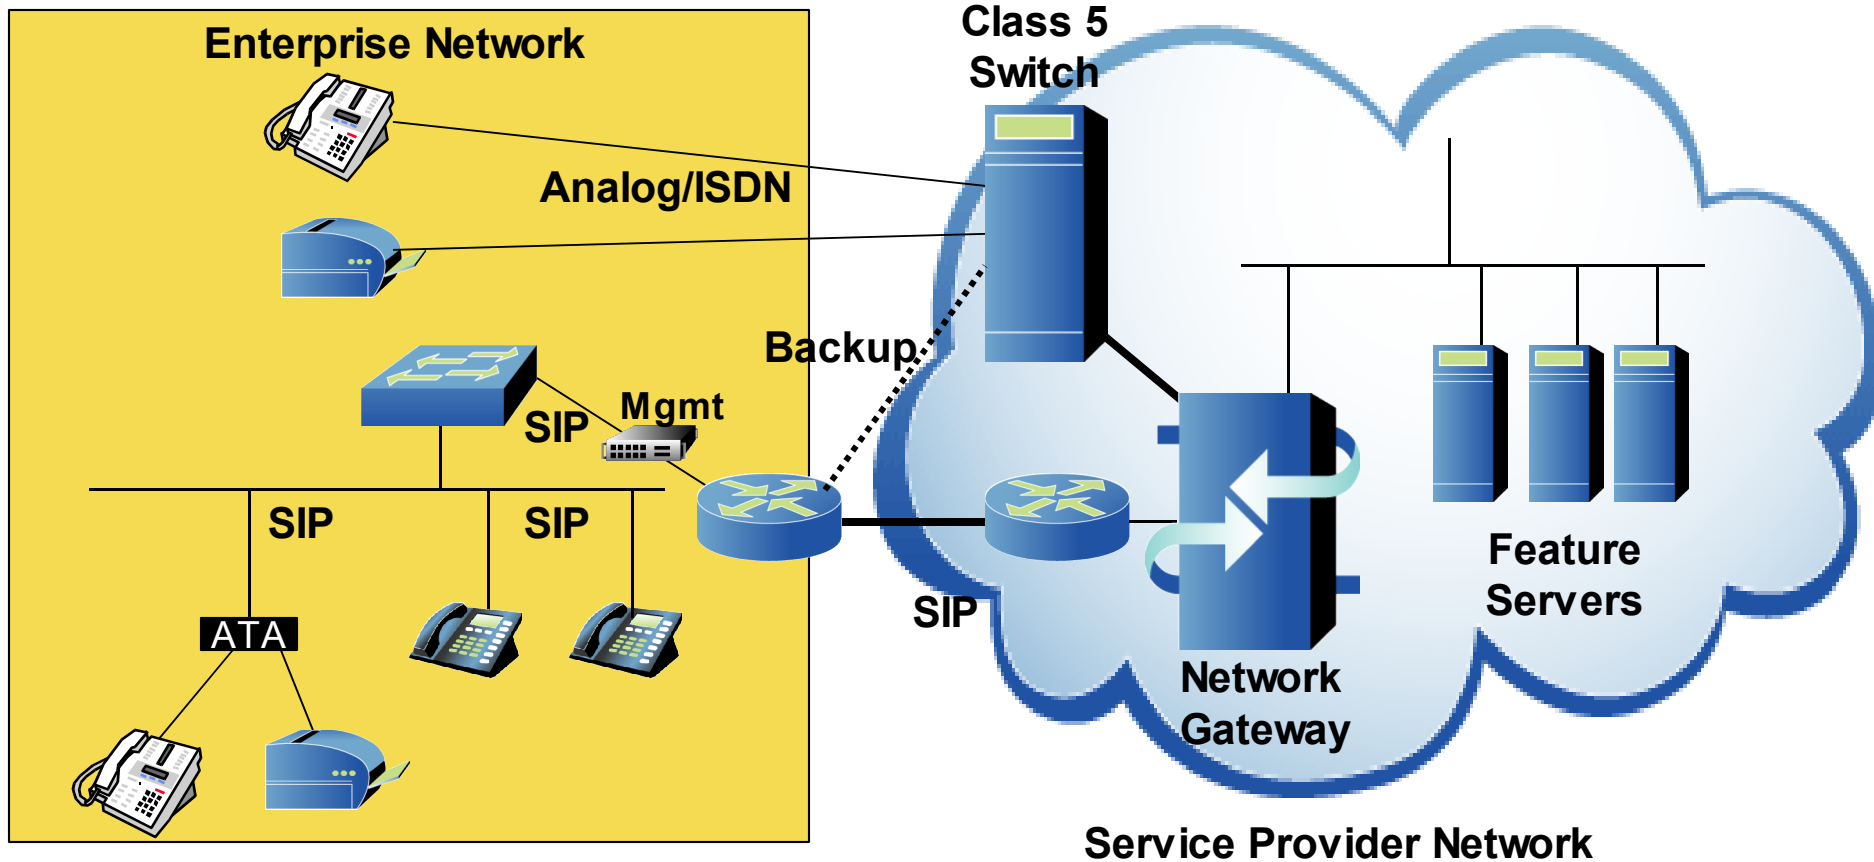 Enterprise Network
Class 5
Switch
Analog/ISDN
Backup
Mgmt
SIP
SIP
SIP
ATA
SIP
Feature
Servers
Network
Gateway
Service Provider Network